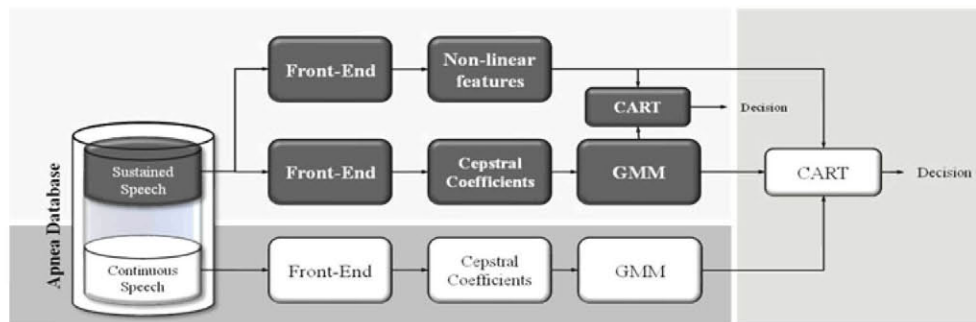 Front-End
Non-linear
features
CART
Decision
Apnea Database
Sustained
Speech
Front-End
Cepstral
Coefficients
GMM
CART
Decision
Continuous
Speech
Front-End
Cepstral
Coefficients
GMM